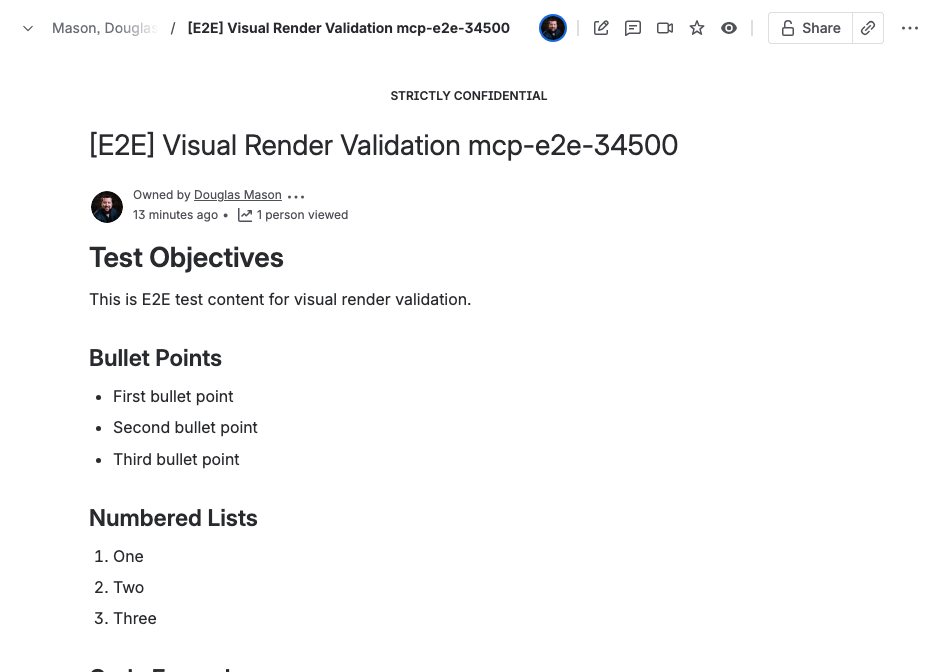 Mason, Douglas / [E2E] Visual Render Validation mcp-e2e-34500
Share
STRICTLY CONFIDENTIAL
[E2E] Visual Render Validation mcp-e2e-34500
Owned by Douglas Mason
13 minutes ago • 1 person viewed
Test Objectives
This is E2E test content for visual render validation.
Bullet Points
• First bullet point
• Second bullet point
• Third bullet point
Numbered Lists
1. One
2. Two
3. Three